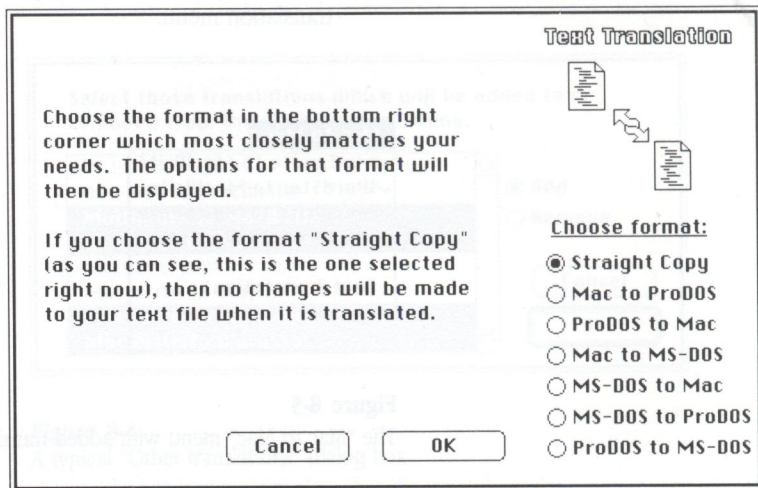 Text Translation
Choose the format in the bottom right
corner which most closely matches your
needs. The options for that format will
then be displayed.
If you choose the format "Straight Copy"
(as you can see, this is the one selected
right now), then no changes will be made
to your text file when it is translated.
Choose format:
Straight Copy
Mac to ProDOS
ProDOS to Mac
Mac to MS-DOS
MS-DOS to Mac
MS-DOS to ProDOS
ProDOS to MS-DOS
Cancel
OK